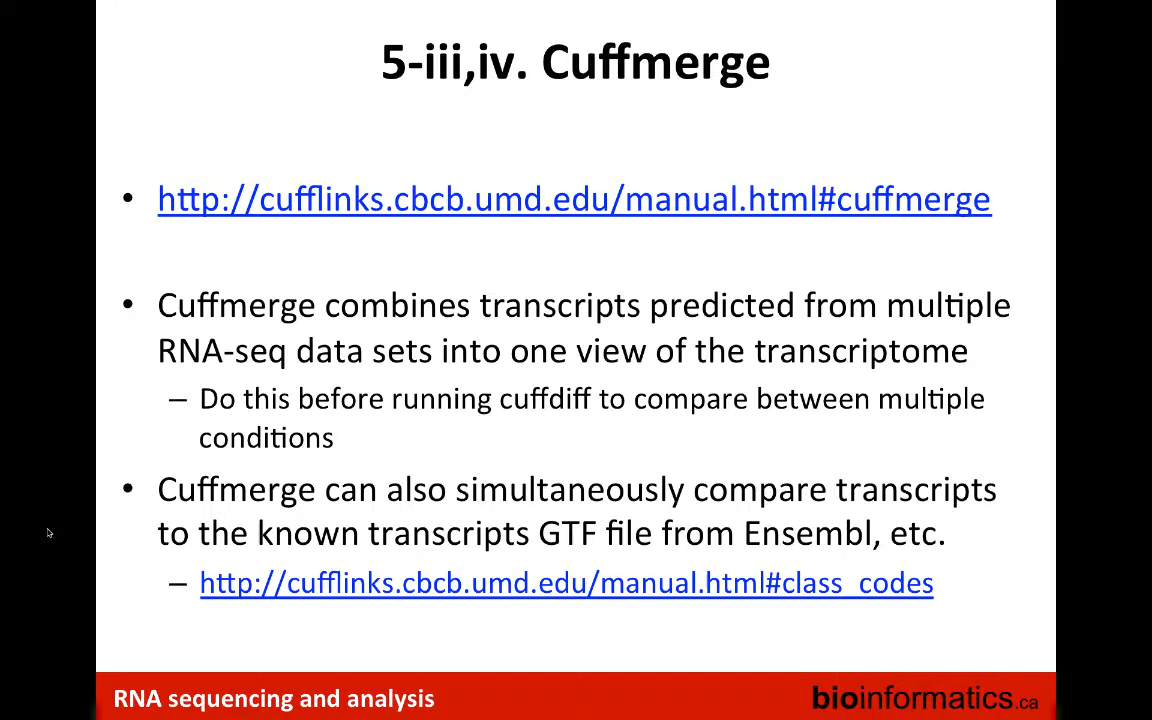 5-iii,iv. Cuffmerge
• http://cufflinks.cbcb.umd.edu/manual.html#cuffmerge
• Cuffmerge combines transcripts predicted from multiple
RNA-seq data sets into one view of the transcriptome
– Do this before running cuffdiff to compare between multiple
conditions
• Cuffmerge can also simultaneously compare transcripts
to the known transcripts GTF file from Ensembl, etc.
– http://cufflinks.cbcb.umd.edu/manual.html#class_codes
RNA sequencing and analysis
bioinformatics.ca